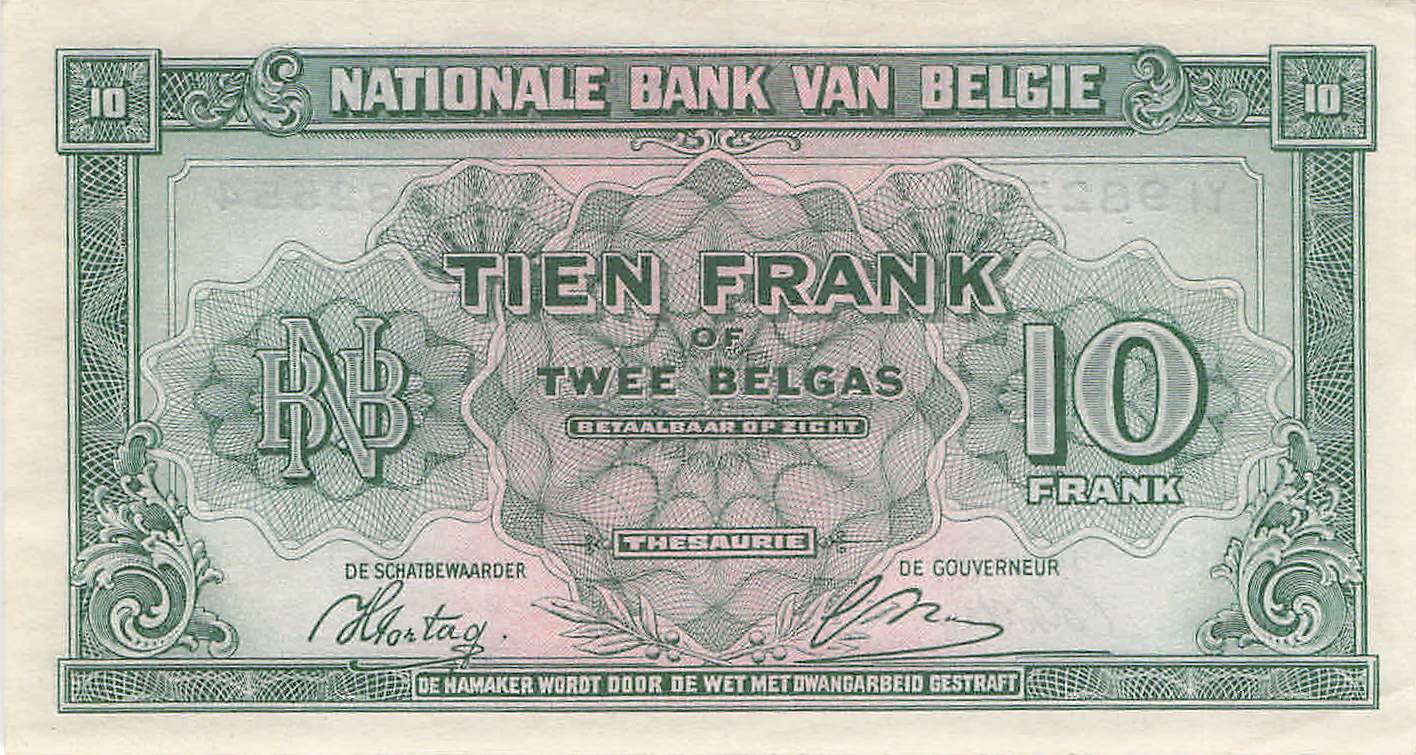 10 NATIONALE BANK VAN BELGIE 10
TIEN FRANK
OF
TWEE BELGAS
BETAALBAAR OP ZICHT
BNB
10
FRANK
THESAURIE
DE SCHATBEWAARDER
DE GOUVERNEUR
DE NAMAKER WORDT DOOR DE WET MET DWANGARBEID GESTRAFT